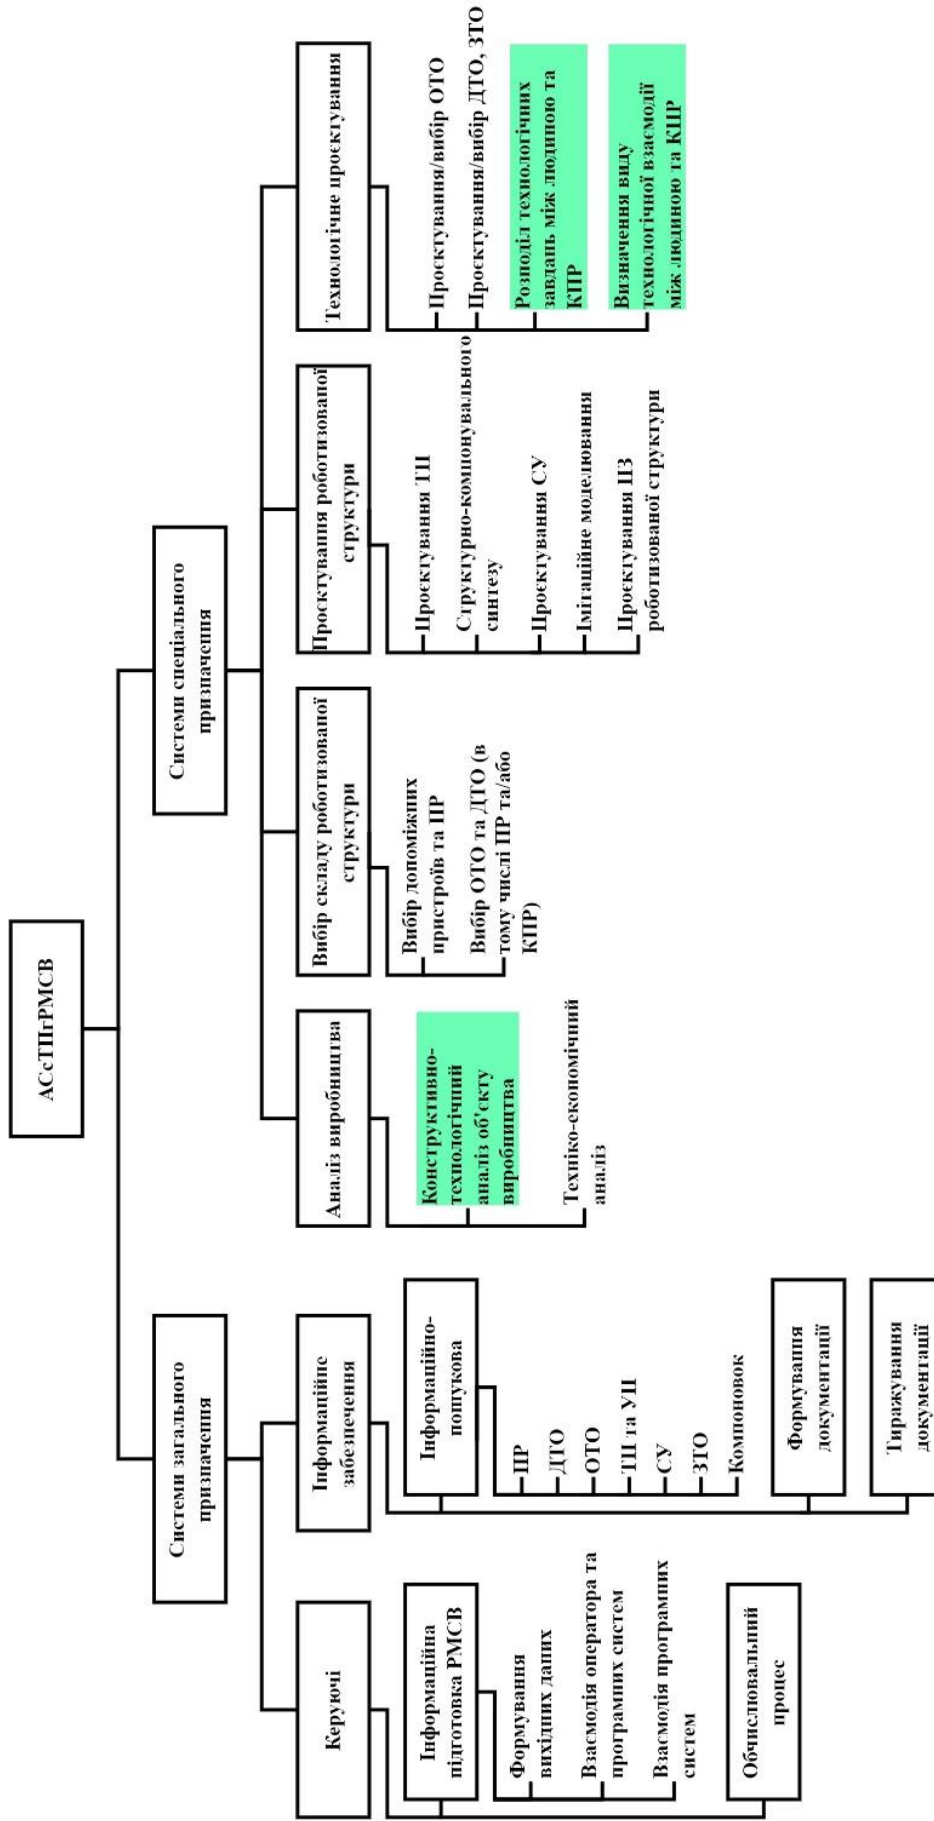 АСсТПгРМСВ
Системи загального
призначення
Керуючі
Інформаційна
підготовка РМСВ
Формування
вихідних даних
Взаємодія оператора та
програмних систем
Взаємодія програмних
систем
Обчислювальний
процес
Інформаційне
забезпечення
Інформаційно-
пошукова
ПР
ДТО
ОТО
ТП та УП
СУ
ЗТО
Компоновок
Формування
документації
Тиражування
документації
Системи спеціального
призначення
Аналіз виробництва
Конструктивно-
технологічний
аналіз об'єкту
виробництва
Техніко-економічний
аналіз
Вибір складу роботизованої
структури
Вибір допоміжних
пристроїв та ПР
Вибір ОТО та ДТО (в
тому числі ПР та/або
КПР)
Проєктування роботизованої
структури
Проєктування ТП
Структурно-компонувального
синтезу
Проєктування СУ
Імітаційне моделювання
Проєктування ПЗ
роботизованої структури
Технологічне проєктування
Проєктування/вибір ОТО
Проєктування/вибір ДТО, ЗТО
Розподіл технологічних
завдань між людиною та
КПР
Визначення виду
технологічної взаємодії
між людиною та КПР